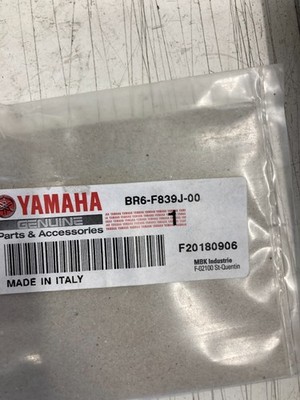 YAMAHA
BR6-F839J-00
GENUINE
1
Parts & Accessories
F20180906
MADE IN ITALY
MBK Industrie
F-02100 St-Quentin